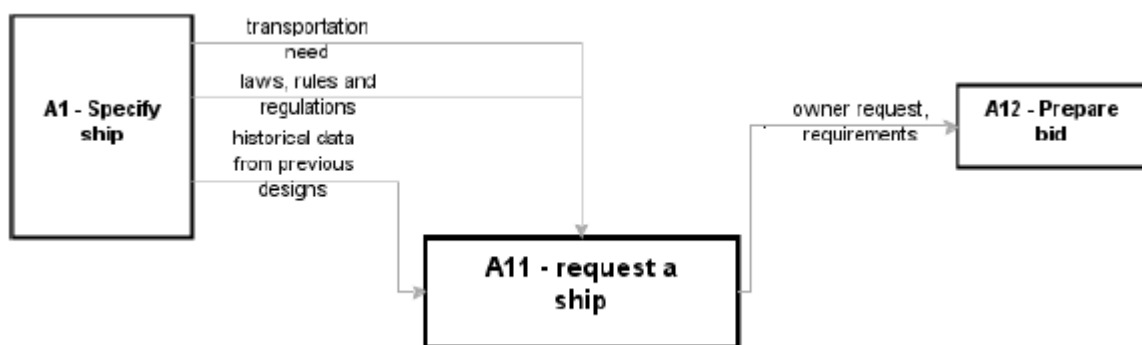 transportation
need
laws, rules and
regulations
A1 - Specify
ship
historical data
from previous
designs
owner request,
requirements
A12 - Prepare
bid
A11 - request a
ship